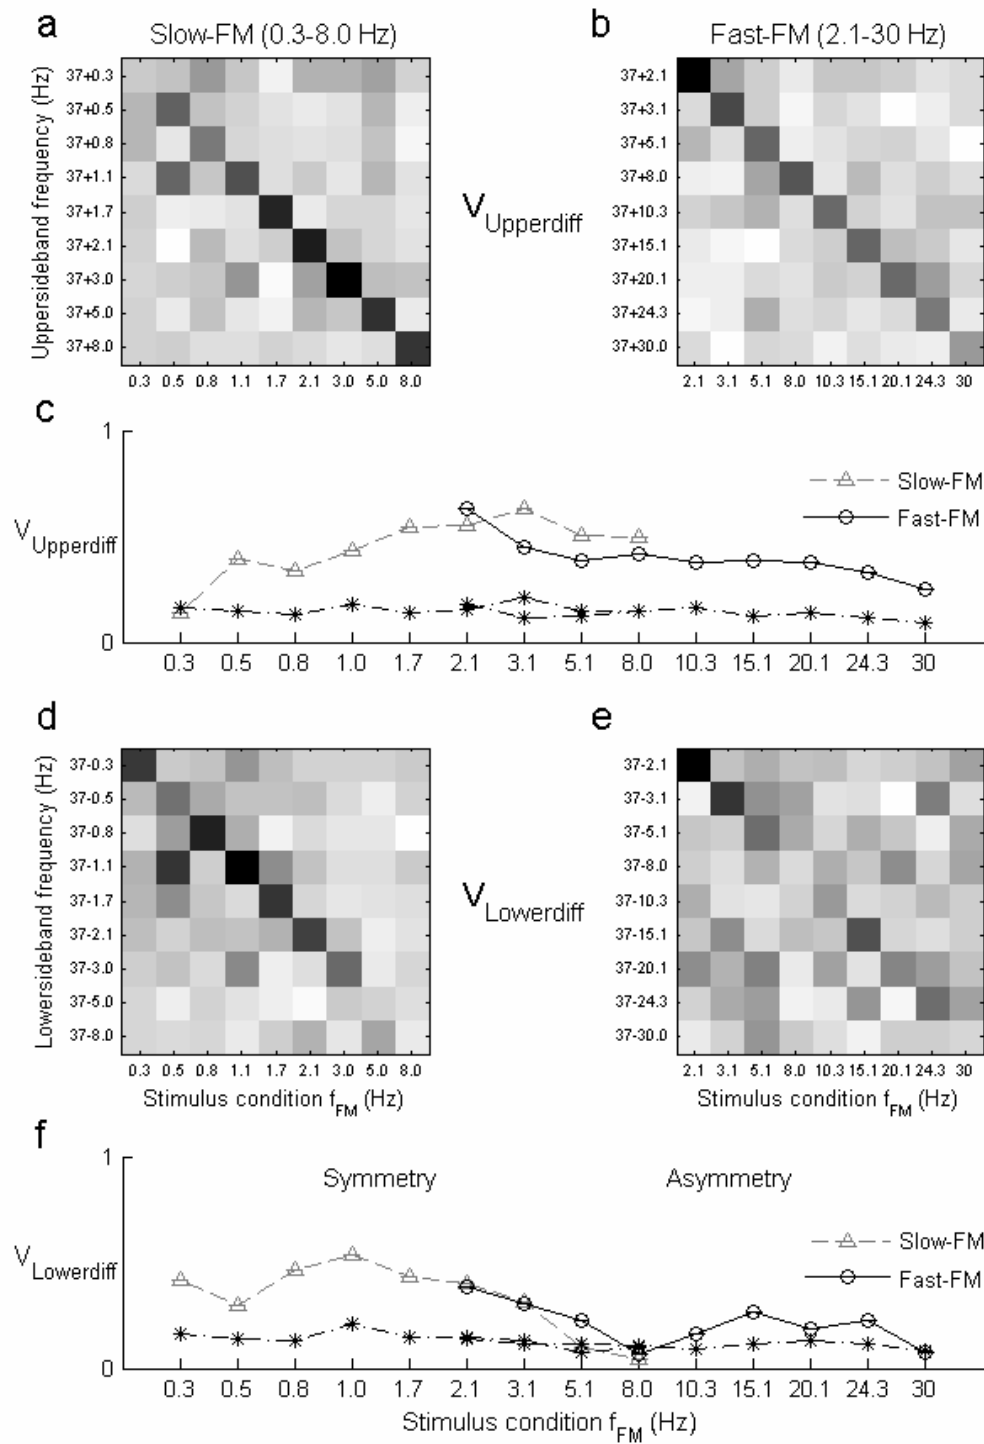 a
Slow-FM (0.3-8.0 Hz)
b
Fast-FM (2.1-30 Hz)
Uppersideband frequency (Hz)
37+0.3
37+0.5
37+0.8
37+1.1
37+1.7
37+2.1
37+3.0
37+5.0
37+8.0
0.3 0.5 0.8 1.1 1.7 2.1 3.0 5.0 8.0
V Upperdiff
37+2.1
37+3.1
37+5.1
37+8.0
37+10.3
37+15.1
37+20.1
37+24.3
37+30.0
2.1 3.1 5.1 8.0 10.3 15.1 20.1 24.3 30
c
1
V Upperdiff
0
Slow-FM
Fast-FM
0.3 0.5 0.8 1.0 1.7 2.1 3.1 5.1 8.0 10.3 15.1 20.1 24.3 30
d
Lowersideband frequency (Hz)
37-0.3
37-0.5
37-0.8
37-1.1
37-1.7
37-2.1
37-3.0
37-5.0
37-8.0
0.3 0.5 0.8 1.1 1.7 2.1 3.0 5.0 8.0
Stimulus condition f FM (Hz)
V Lowerdiff
e
37-2.1
37-3.1
37-5.1
37-8.0
37-10.3
37-15.1
37-20.1
37-24.3
37-30.0
2.1 3.1 5.1 8.0 10.3 15.1 20.1 24.3 30
Stimulus condition f FM (Hz)
f
1
Symmetry
Asymmetry
V Lowerdiff
0
Slow-FM
Fast-FM
0.3 0.5 0.8 1.0 1.7 2.1 3.1 5.1 8.0 10.3 15.1 20.1 24.3 30
Stimulus condition f FM (Hz)